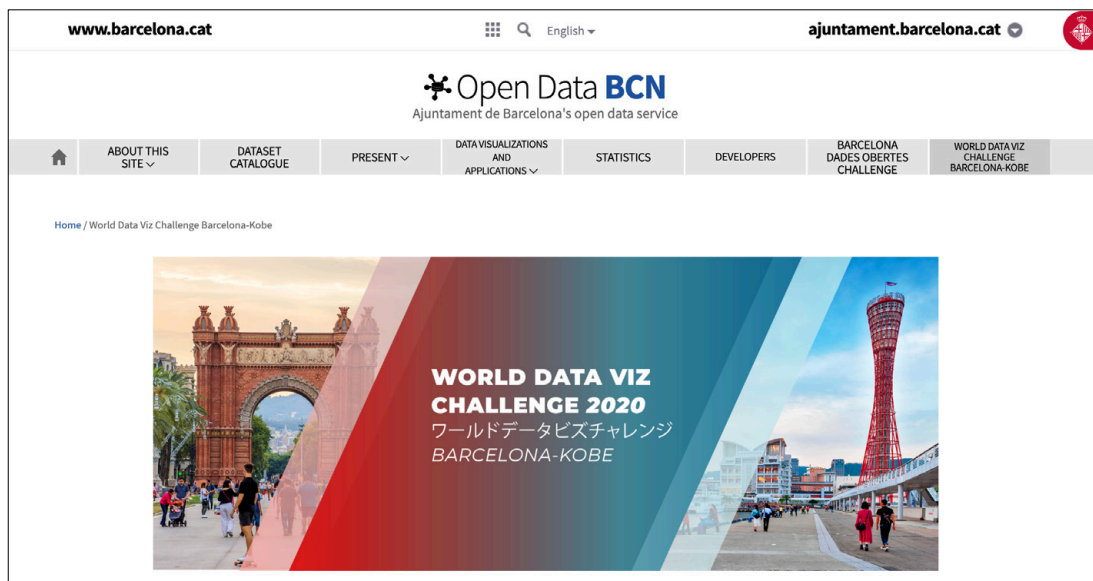 www.barcelona.cat
English
ajuntament.barcelona.cat
Open Data BCN
Ajuntament de Barcelona's open data service
ABOUT THIS
SITE
DATASET
CATALOGUE
PRESENT
DATA VISUALIZATIONS
AND
APPLICATIONS
STATISTICS
DEVELOPERS
BARCELONA
DADES OBERTES
CHALLENGE
WORLD DATA VIZ
CHALLENGE
BARCELONA-KOBE
Home / World Data Viz Challenge Barcelona-Kobe
WORLD DATA VIZ
CHALLENGE 2020
ワールドデータビズチャレンジ
BARCELONA-KOBE